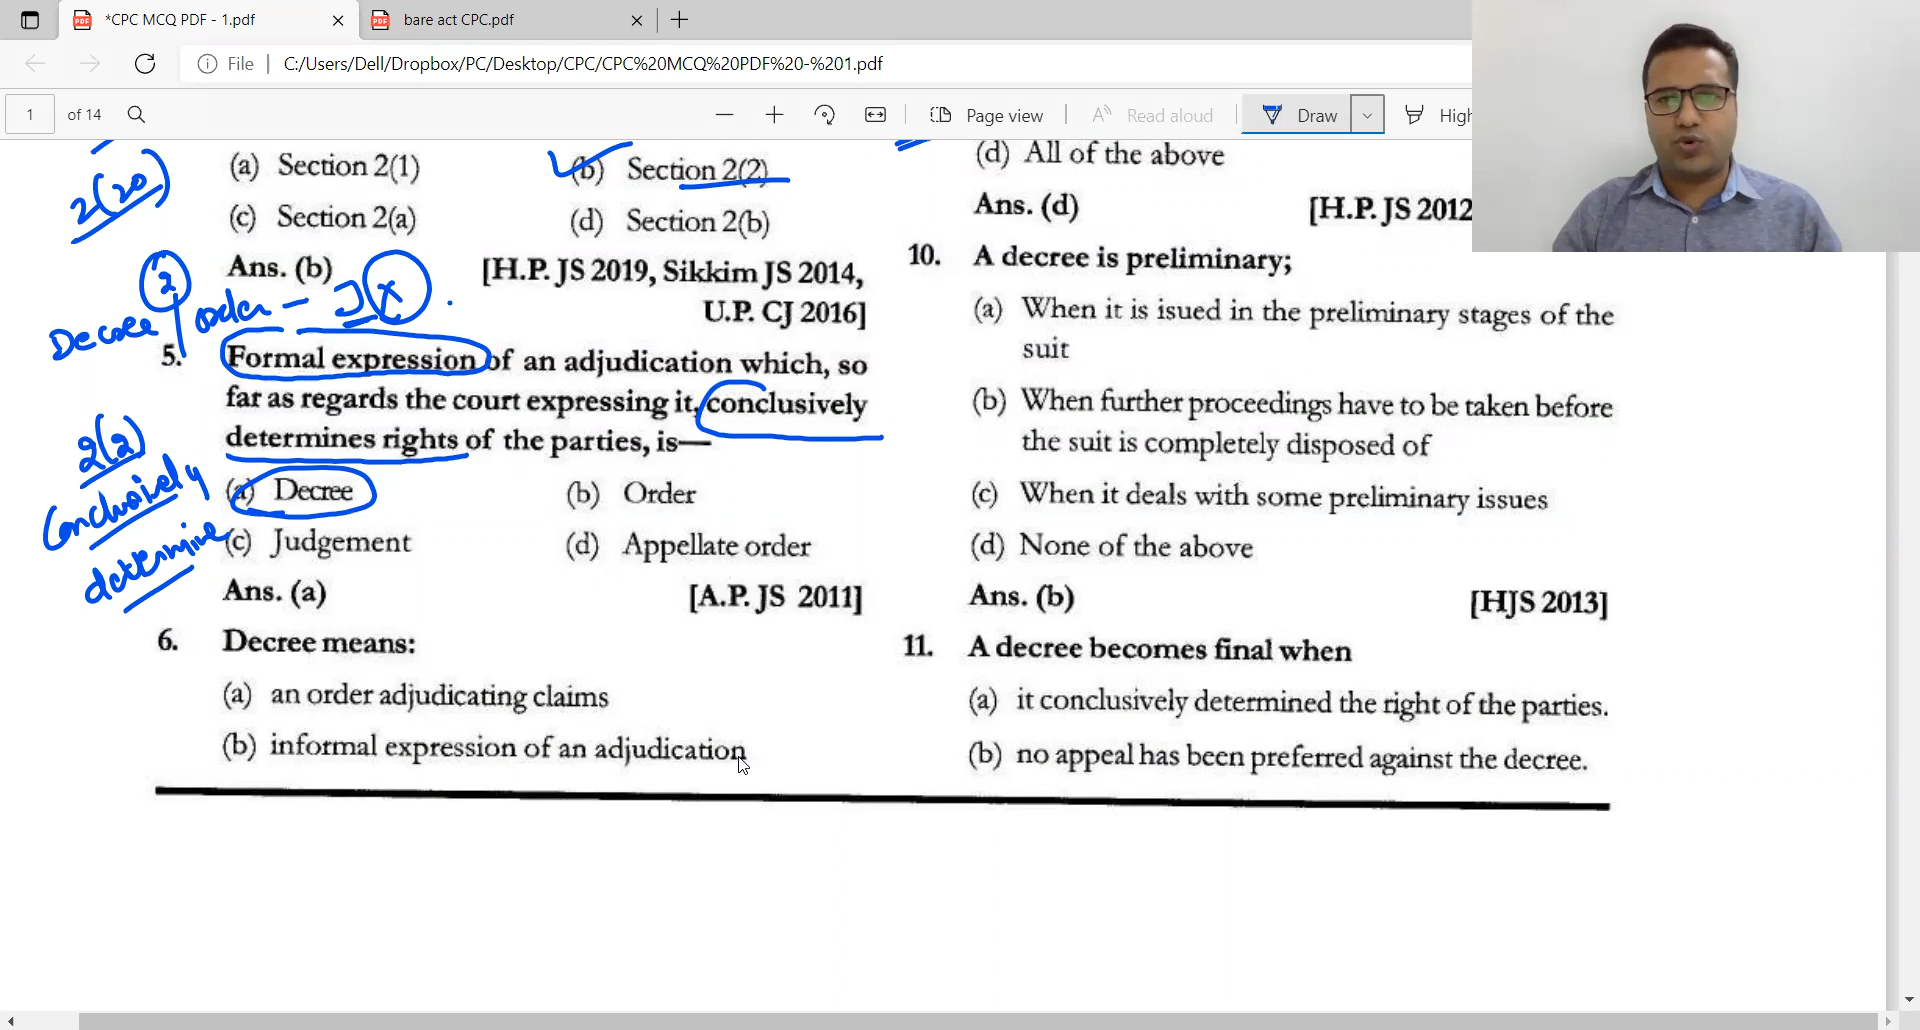 *CPC MCQ PDF - 1.pdf
bare act CPC.pdf
File
C:/Users/Dell/Dropbox/PC/Desktop/CPC/CPC%20MCQ%20PDF%20-%201.pdf
1
of 14
Page view
Read aloud
Draw
High
2(20)
(a) Section 2(1)
(b) Section 2(2)
(c) Section 2(a)
(d) Section 2(b)
Ans. (b)
[H.P. JS 2019, Sikkim JS 2014,
U.P. CJ 2016]
2
Decree / order – J X .
5. Formal expression of an adjudication which, so
far as regards the court expressing it, conclusively
determines rights of the parties, is—
2(2)
Conclusively
determine
(a) Decree
(b) Order
(c) Judgement
(d) Appellate order
Ans. (a)
[A.P. JS 2011]
6. Decree means:
(a) an order adjudicating claims
(b) informal expression of an adjudication
(d) All of the above
Ans. (d)
[H.P. JS 2012
10. A decree is preliminary;
(a) When it is isued in the preliminary stages of the
suit
(b) When further proceedings have to be taken before
the suit is completely disposed of
(c) When it deals with some preliminary issues
(d) None of the above
Ans. (b)
[HJS 2013]
11. A decree becomes final when
(a) it conclusively determined the right of the parties.
(b) no appeal has been preferred against the decree.